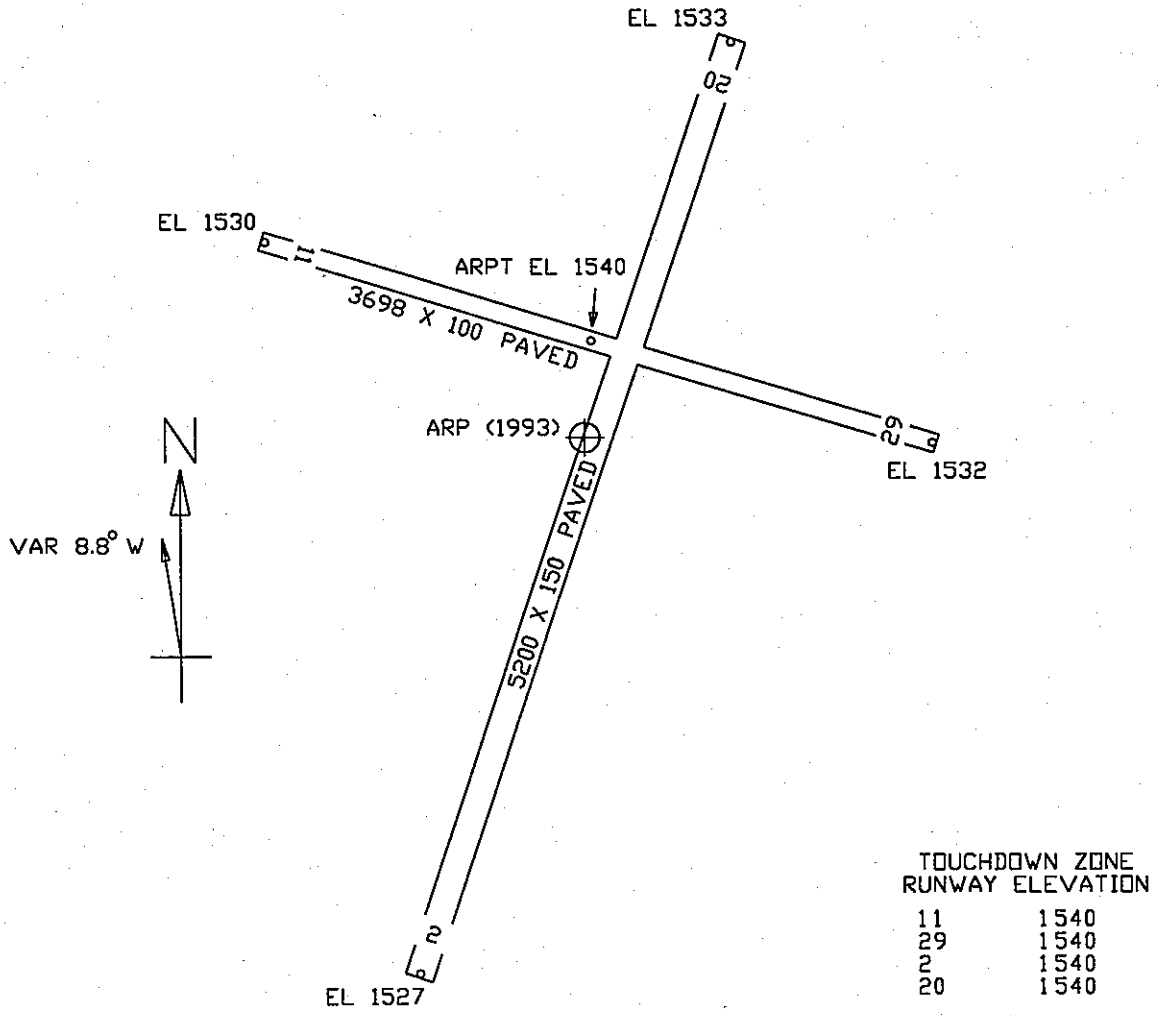 EL 1533
20
EL 1530
11
ARPT EL 1540
3698 X 100 PAVED
ARP (1993)
29
EL 1532
N
VAR 8.8° W
5200 X 150 PAVED
2
EL 1527
TOUCHDOWN ZONE
RUNWAY ELEVATION
11 1540
29 1540
2 1540
20 1540